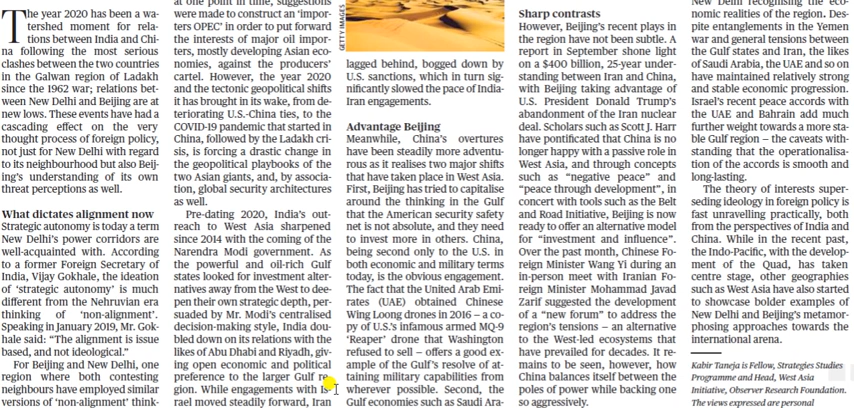 The year 2020 has been a wa-
tershed moment for rela-
tions between India and Chi-
na following the most serious
clashes between the two countries
in the Galwan region of Ladakh
since the 1962 war; relations bet-
ween New Delhi and Beijing are at
new lows. These events have had a
cascading effect on the very
thought process of foreign policy,
not just for New Delhi with regard
to its neighbourhood but also Beij-
ing's understanding of its own
threat perceptions as well.
What dictates alignment now
Strategic autonomy is today a term
New Delhi's power corridors are
well-acquainted with. According
to a former Foreign Secretary of
India, Vijay Gokhale, the ideation
of 'strategic autonomy' is much
different from the Nehruvian era
thinking of 'non-alignment'.
Speaking in January 2019, Mr. Gok-
hale said: "The alignment is issue
based, and not ideological."
For Beijing and New Delhi, one
region where both contesting
neighbours have employed similar
versions of 'non-alignment' think-
at one point in time, suggestions
were made to construct an 'impor-
ters OPEC' in order to put forward
the interests of major oil impor-
ters, mostly developing Asian eco-
nomies, against the producers'
cartel. However, the year 2020
and the tectonic geopolitical shifts
it has brought in its wake, from de-
teriorating U.S.-China ties, to the
COVID-19 pandemic that started in
China, followed by the Ladakh cri-
sis, is forcing a drastic change in
the geopolitical playbooks of the
two Asian giants, and, by associa-
tion, global security architectures
as well.
Pre-dating 2020, India's out-
reach to West Asia sharpened
since 2014 with the coming of the
Narendra Modi government. As
the powerful and oil-rich Gulf
states looked for investment alter-
natives away from the West to dee-
pen their own strategic depth, per-
suaded by Mr. Modi's centralised
decision-making style, India dou-
bled down on its relations with the
likes of Abu Dhabi and Riyadh, giv-
ing open economic and political
preference to the larger Gulf re-
gion. While engagements with Is-
rael moved steadily forward, Iran
GETTY IMAGES
lagged behind, bogged down by
U.S. sanctions, which in turn sig-
nificantly slowed the pace of India-
Iran engagements.
Advantage Beijing
Meanwhile, China's overtures
have been steadily more adventu-
rous as it realises two major shifts
that have taken place in West Asia.
First, Beijing has tried to capitalise
around the thinking in the Gulf
that the American security safety
net is not absolute, and they need
to invest more in others. China,
being second only to the U.S. in
both economic and military terms
today, is the obvious engagement.
The fact that the United Arab Emi-
rates (UAE) obtained Chinese
Wing Loong drones in 2016 – a co-
py of U.S.'s infamous armed MQ-9
'Reaper' drone that Washington
refused to sell – offers a good ex-
ample of the Gulf's resolve of at-
taining military capabilities from
wherever possible. Second, the
Gulf economies such as Saudi Ara-
Sharp contrasts
However, Beijing's recent plays in
the region have not been subtle. A
report in September shone light
on a $400 billion, 25-year under-
standing between Iran and China,
with Beijing taking advantage of
U.S. President Donald Trump's
abandonment of the Iran nuclear
deal. Scholars such as Scott J. Harr
have pontificated that China is no
longer happy with a passive role in
West Asia, and through concepts
such as "negative peace" and
"peace through development", in
concert with tools such as the Belt
and Road Initiative, Beijing is now
ready to offer an alternative model
for "investment and influence".
Over the past month, Chinese Fo-
reign Minister Wang Yi during an
in-person meet with Iranian Fo-
reign Minister Mohammad Javad
Zarif suggested the development
of a "new forum" to address the
region's tensions – an alternative
to the West-led ecosystems that
have prevailed for decades. It re-
mains to be seen, however, how
China balances itself between the
poles of power while backing one
so aggressively.
New Delhi recognising the eco-
nomic realities of the region. Des-
pite entanglements in the Yemen
war and general tensions between
the Gulf states and Iran, the likes
of Saudi Arabia, the UAE and so on
have maintained relatively strong
and stable economic progression.
Israel's recent peace accords with
the UAE and Bahrain add much
further weight towards a more sta-
ble Gulf region – the caveats with-
standing that the operationalisa-
tion of the accords is smooth and
long-lasting.
The theory of interests super-
seding ideology in foreign policy is
fast unravelling practically, both
from the perspectives of India and
China. While in the recent past,
the Indo-Pacific, with the develop-
ment of the Quad, has taken
centre stage, other geographies
such as West Asia have also started
to showcase bolder examples of
New Delhi and Beijing's metamor-
phosing approaches towards the
international arena.
Kabir Taneja is Fellow, Strategies Studies
Programme and Head, West Asia
Initiative, Observer Research Foundation.
The views expressed are personal